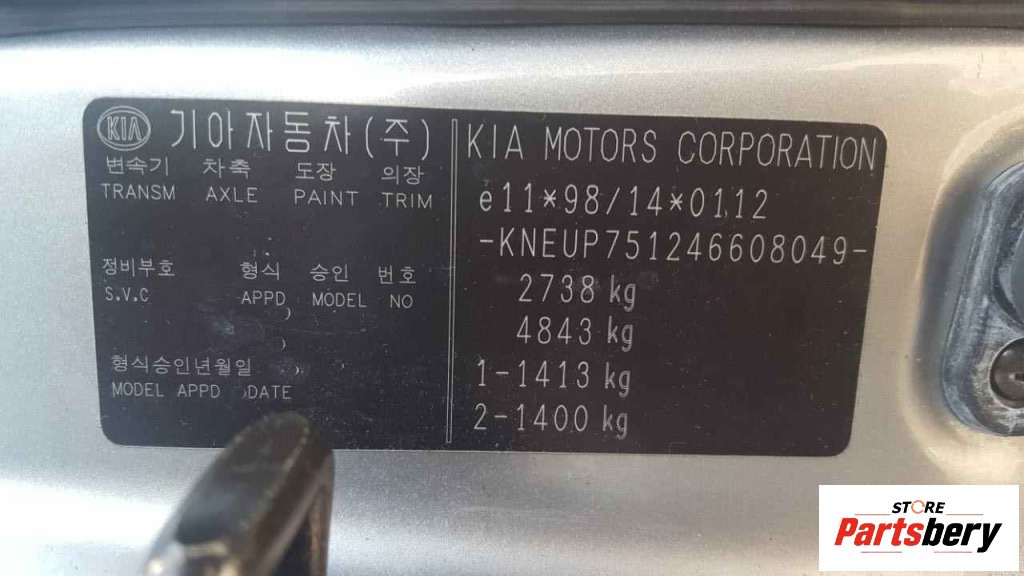 KIA 기아자동차(주)
변속기 차축 도장 의장
TRANSM AXLE PAINT TRIM
정비부호 형식 승인 번호
S.V.C APPD MODEL NO
형식승인년월일
MODEL APPD DATE
KIA MOTORS CORPORATION
e11*98/14*0112
-KNEUP751246608049-
2738 kg
4843 kg
1-1413 kg
2-1400 kg
STORE
Partsbery